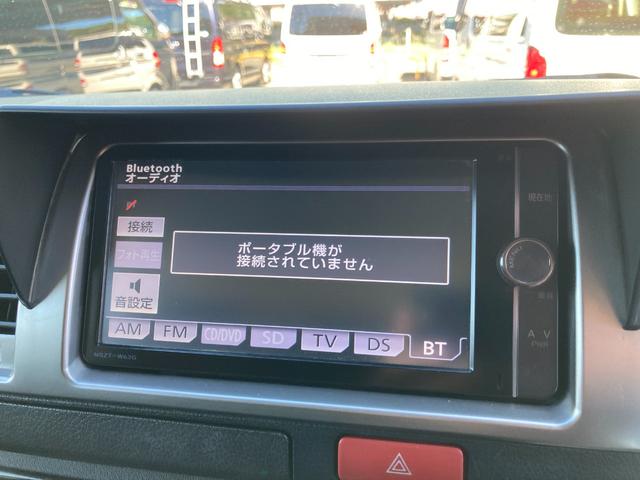 Bluetooth
オーディオ
接続
フォト再生
音設定
ポータブル機が
接続されていません
AM FM CD/DVD SD TV DS BT
NSZT-W62G
現在地
A V
PWR